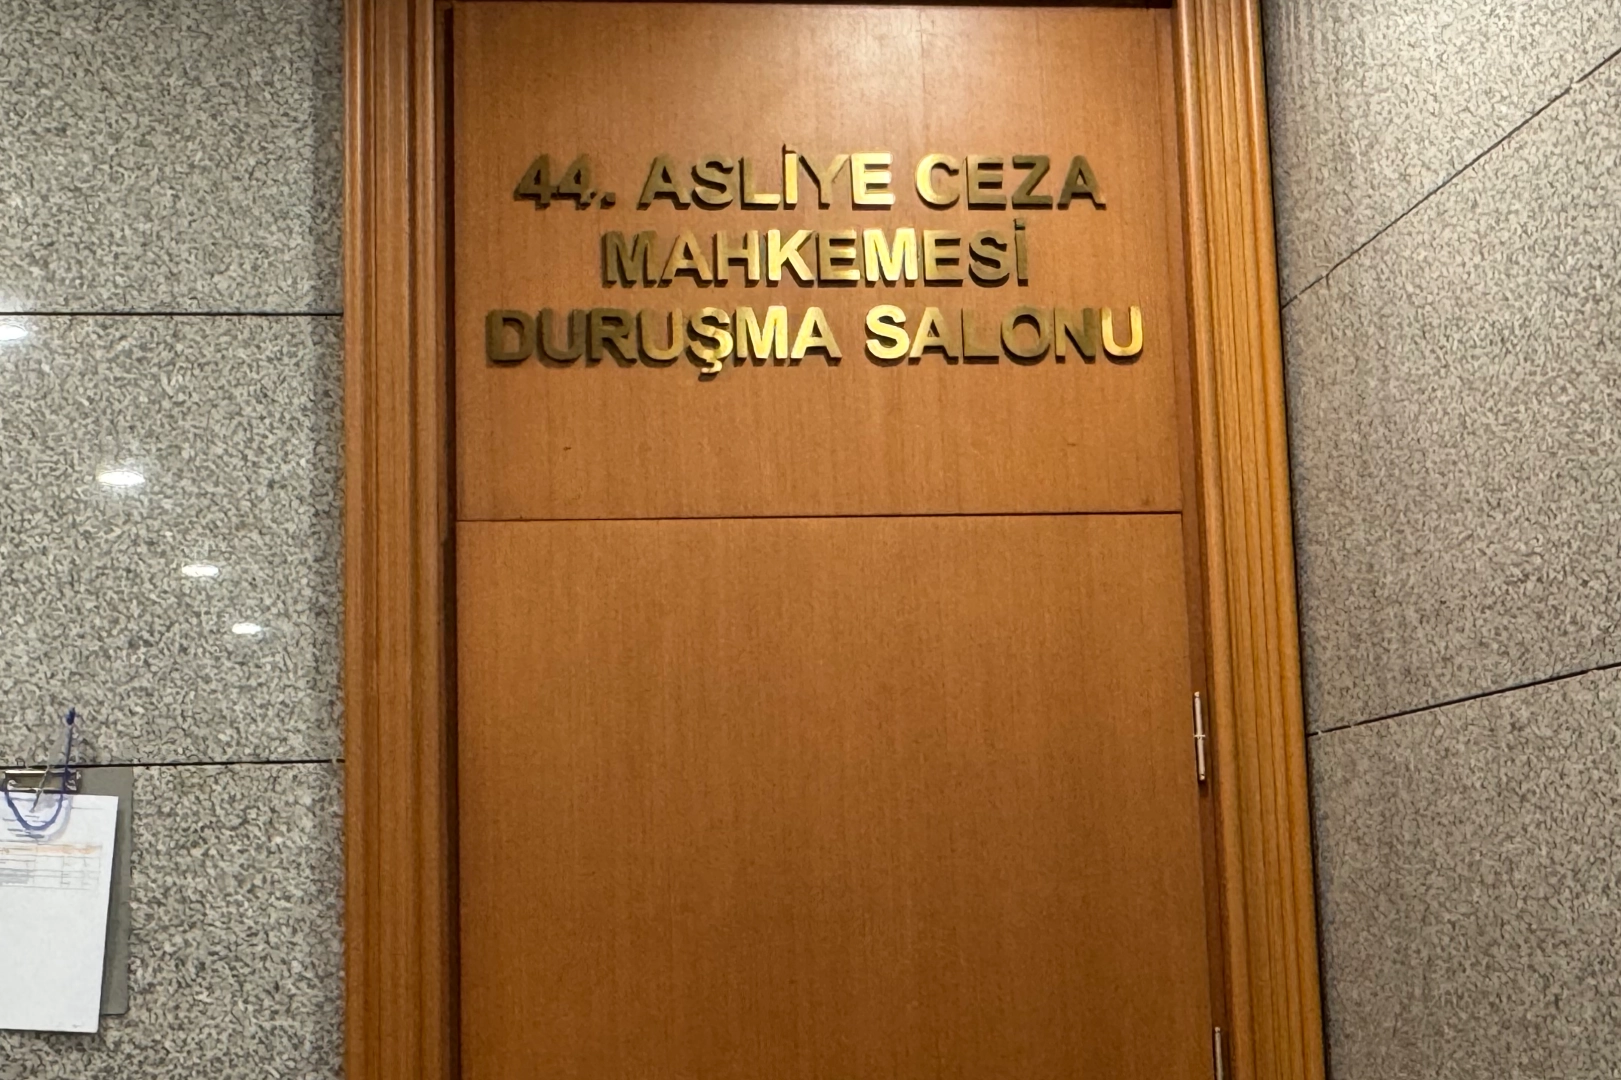 44. ASLİYE CEZA
MAHKEMESİ
DURUŞMA SALONU